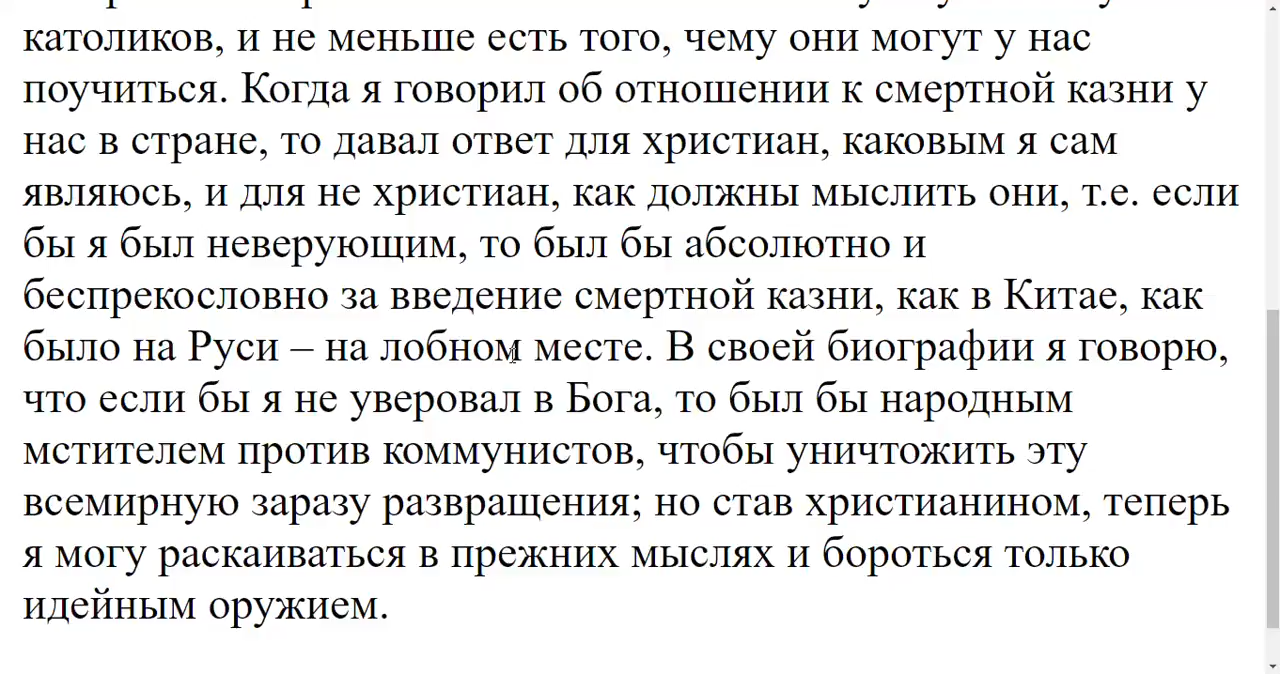 католиков, и не меньше есть того, чему они могут у нас
поучиться. Когда я говорил об отношении к смертной казни у
нас в стране, то давал ответ для христиан, каковым я сам
являюсь, и для не христиан, как должны мыслить они, т.е. если
бы я был неверующим, то был бы абсолютно и
беспрекословно за введение смертной казни, как в Китае, как
было на Руси – на лобном месте. В своей биографии я говорю,
что если бы я не уверовал в Бога, то был бы народным
мстителем против коммунистов, чтобы уничтожить эту
всемирную заразу развращения; но став христианином, теперь
я могу раскаиваться в прежних мыслях и бороться только
идейным оружием.